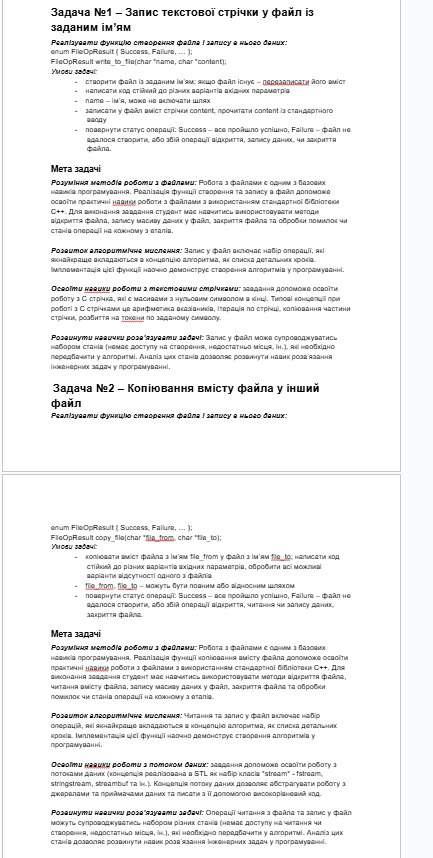 Задача №1 – Запис текстової стрічки у файл із
заданим ім'ям
Реалізувати функцію створення файла і запису в нього даних:
enum FileOpResult { Success, Failure, … };
FileOpResult write_to_file(char *name, char *content);
Умови задачі:
- створити файл із заданим ім'ям; якщо файл існує – перезаписати його вміст
- написати код стійкий до різних варіантів вхідних параметрів
- name – ім'я, може не включати шлях
- записати у файл вміст стрічки content, прочитати content із стандартного
вводу
- повернути статус операції: Success – все пройшло успішно, Failure – файл не
вдалося створити, або збій операції відкриття, запису даних, чи закриття
файла.
Мета задачі
Розуміння методів роботи з файлами: Робота з файлами є одним з базових
навиків програмування. Реалізація функції створення та запису в файл допоможе
освоїти практичні навики роботи з файлами з використанням стандартної бібліотеки
C++. Для виконання завдання студент має навчитись використовувати методи
відкриття файла, запису масиву даних у файл, закриття файла та обробки помилок чи
станів операції на кожному з етапів.
Розвиток алгоритмічне мислення: Запис у файл включає набір операції, які
якнайкраще вкладаються в концепцію алгоритма, як списка детальних кроків.
Імплементація цієї функції наочно демонструє створення алгоритмів у програмуванні.
Освоїти навики роботи з текстовими стрічками: завдання допоможе освоїти
роботу з C стрічка, які є масивами з нульовим символом в кінці. Типові концепції при
роботі з C стрічками це арифметика вказівників, ітерація по стрічці, копіювання частини
стрічки, розбиття на токени по заданому символу.
Розвинути навички розв'язувати задачі: Запис у файл може супроводжуватись
набором станів (немає доступу на створення, недостатньо місця, ін.), які необхідно
передбачити у алгоритмі. Аналіз цих станів дозволяє розвинути навик розв'язання
інженерних задач у програмуванні.
Задача №2 – Копіювання вмісту файла у інший
файл
Реалізувати функцію створення файла і запису в нього даних:
enum FileOpResult { Success, Failure, … };
FileOpResult copy_file(char *file_from, char *file_to);
Умови задачі:
- копіювати вміст файла з ім'ям file_from у файл з ім'ям file_to; написати код
стійкий до різних варіантів вхідних параметрів, обробити всі можливі
варіанти відсутності одного з файлів
- file_from, file_to – можуть бути повним або відносним шляхом
- повернути статус операції: Success – все пройшло успішно, Failure – файл не
вдалося створити, або збій операції відкриття, читання чи запису даних,
закриття файла.
Мета задачі
Розуміння методів роботи з файлами: Робота з файлами є одним з базових
навиків програмування. Реалізація функції копіювання вмісту файла допоможе освоїти
практичні навики роботи з файлами з використанням стандартної бібліотеки C++. Для
виконання завдання студент має навчитись використовувати методи відкриття файла,
читання вмісту файла, запису масиву даних у файл, закриття файла та обробки
помилок чи станів операції на кожному з етапів.
Розвиток алгоритмічне мислення: Читання та запис у файл включає набір
операцій, які якнайкраще вкладаються в концепцію алгоритма, як списка детальних
кроків. Імплементація цієї функції наочно демонструє створення алгоритмів у
програмуванні.
Освоїти навики роботи з потоком даних: завдання допоможе освоїти роботу з
потоками даних (концепція реалізована в STL як набір класів "stream" - fstream,
stringstream, streambuf та ін.). Концепція потоку даних дозволяє абстрагувати роботу з
джерелами та приймачами даних та писати з її допомогою високорівневий код.
Розвинути навички розв'язувати задачі: Операції читання з файла та запис у файл
можуть супроводжуватись набором різних станів (немає доступу на читання чи
створення, недостатньо місця, ін.), які необхідно передбачити у алгоритмі. Аналіз цих
станів дозволяє розвинути навик розв'язання інженерних задач у програмуванні.